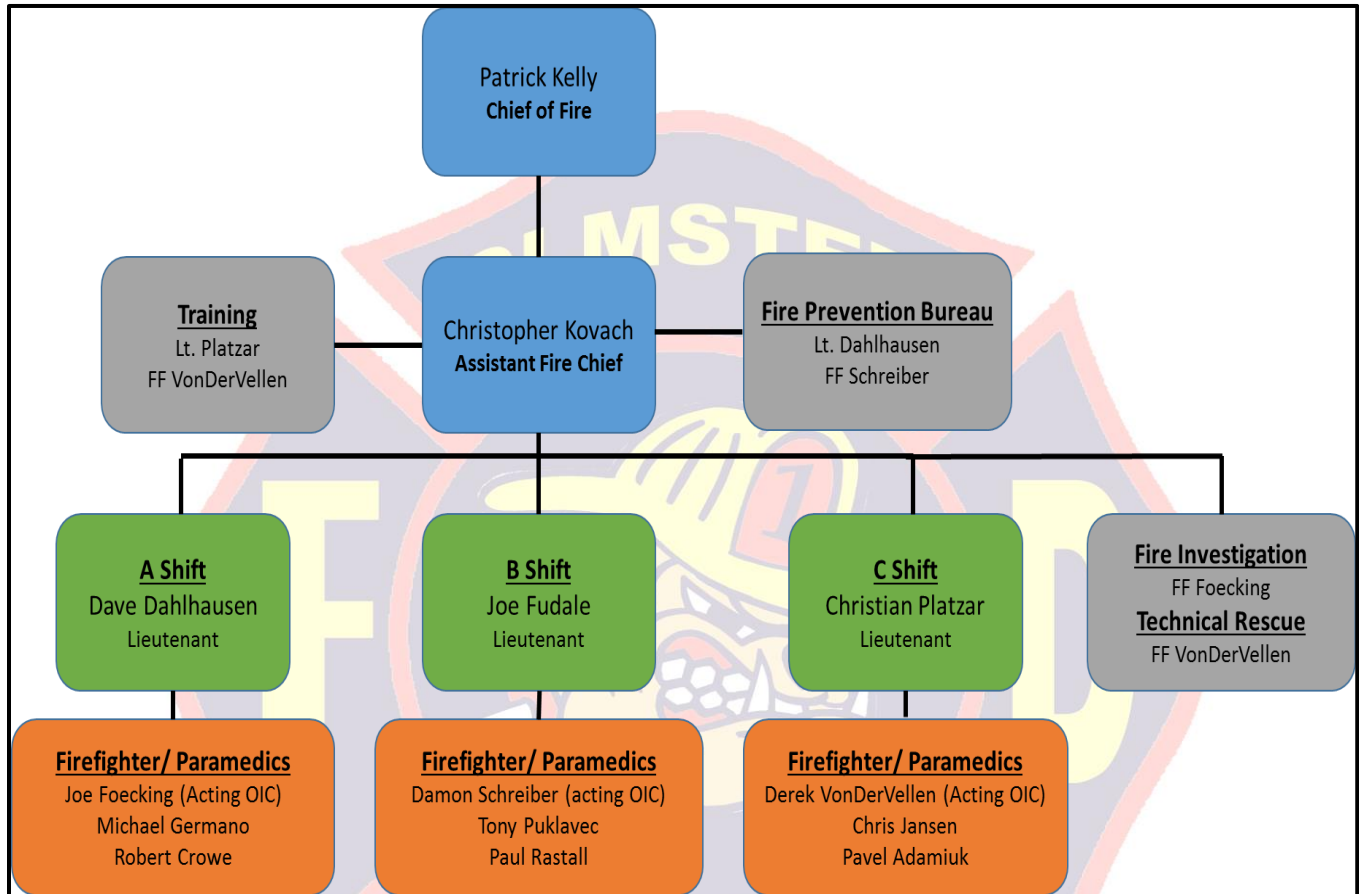 Patrick Kelly
Chief of Fire
Training
Lt. Platzar
FF VonDerVellen
Christopher Kovach
Assistant Fire Chief
Fire Prevention Bureau
Lt. Dahlhausen
FF Schreiber
A Shift
Dave Dahlhausen
Lieutenant
B Shift
Joe Fudale
Lieutenant
C Shift
Christian Platzar
Lieutenant
Fire Investigation
FF Foecking
Technical Rescue
FF VonDerVellen
Firefighter/ Paramedics
Joe Foecking (Acting OIC)
Michael Germano
Robert Crowe
Firefighter/ Paramedics
Damon Schreiber (acting OIC)
Tony Puklavec
Paul Rastall
Firefighter/ Paramedics
Derek VonDerVellen (Acting OIC)
Chris Jansen
Pavel Adamiuk
F
D
1